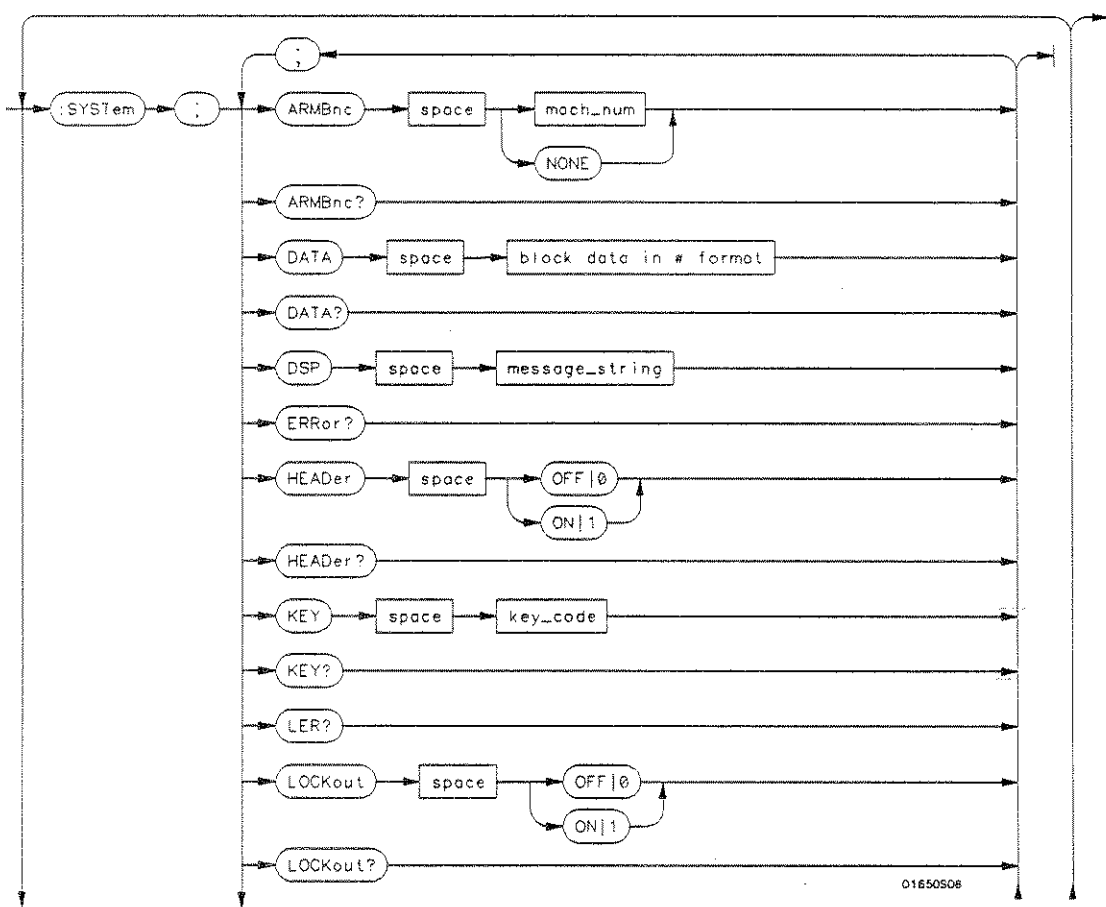 ;
:SYSTem : ARMBnc space mach_num
NONE
ARMBnc?
DATA space block data in # format
DATA?
DSP space message_string
ERRor?
HEADer space OFF|0
ON|1
HEADer?
KEY space key_code
KEY?
LER?
LOCKout space OFF|0
ON|1
LOCKout?
01650S08